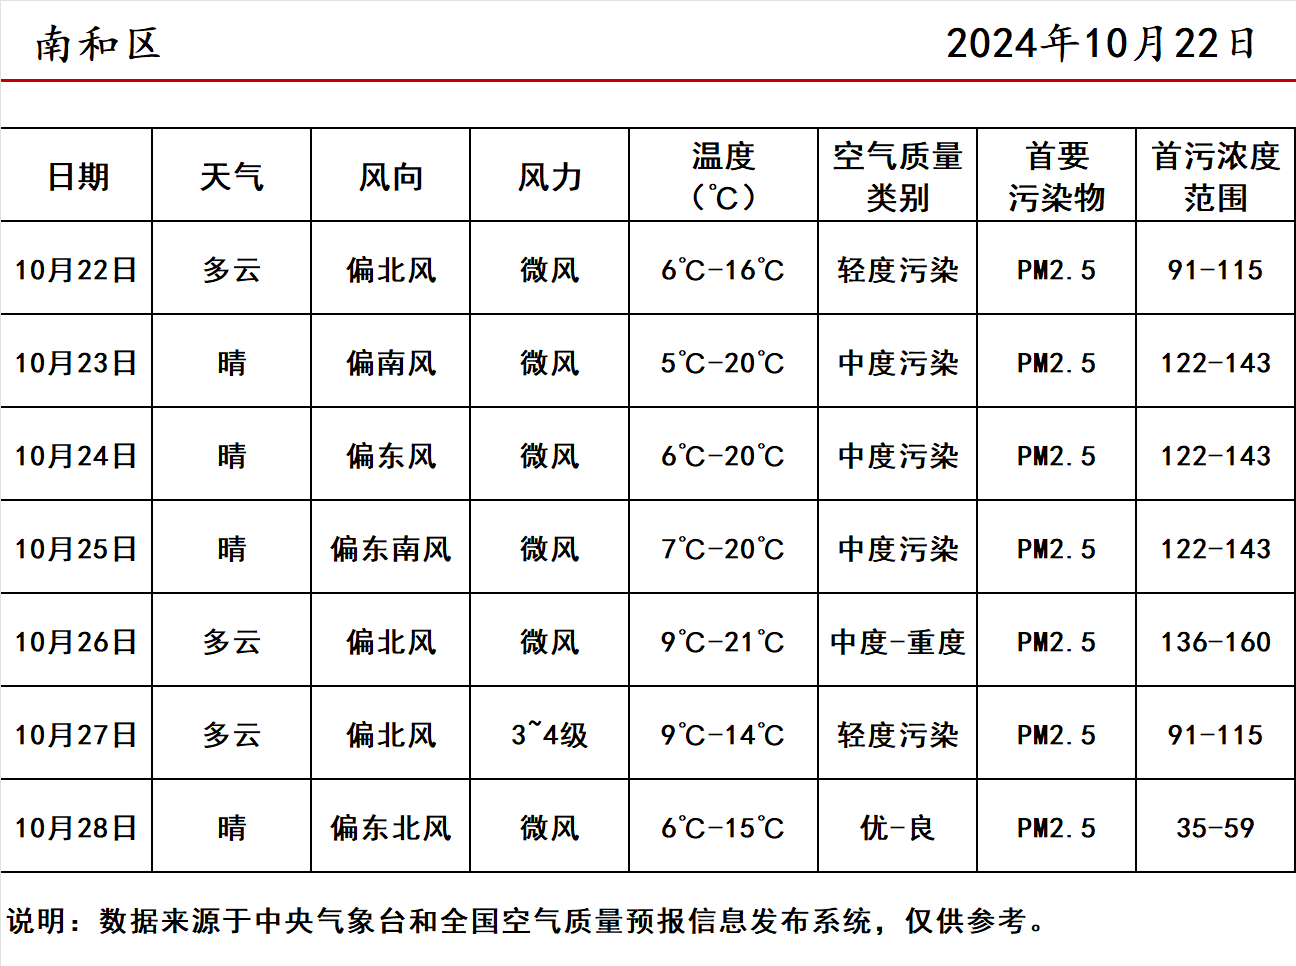 南和区 2024年10月22日
日期 天气 风向 风力 温度（℃） 空气质量类别 首要污染物 首污浓度范围
10月22日 多云 偏北风 微风 6℃-16℃ 轻度污染 PM2.5 91-115
10月23日 晴 偏南风 微风 5℃-20℃ 中度污染 PM2.5 122-143
10月24日 晴 偏东风 微风 6℃-20℃ 中度污染 PM2.5 122-143
10月25日 晴 偏东南风 微风 7℃-20℃ 中度污染 PM2.5 122-143
10月26日 多云 偏北风 微风 9℃-21℃ 中度-重度 PM2.5 136-160
10月27日 多云 偏北风 3~4级 9℃-14℃ 轻度污染 PM2.5 91-115
10月28日 晴 偏东北风 微风 6℃-15℃ 优-良 PM2.5 35-59
说明：数据来源于中央气象台和全国空气质量预报信息发布系统，仅供参考。